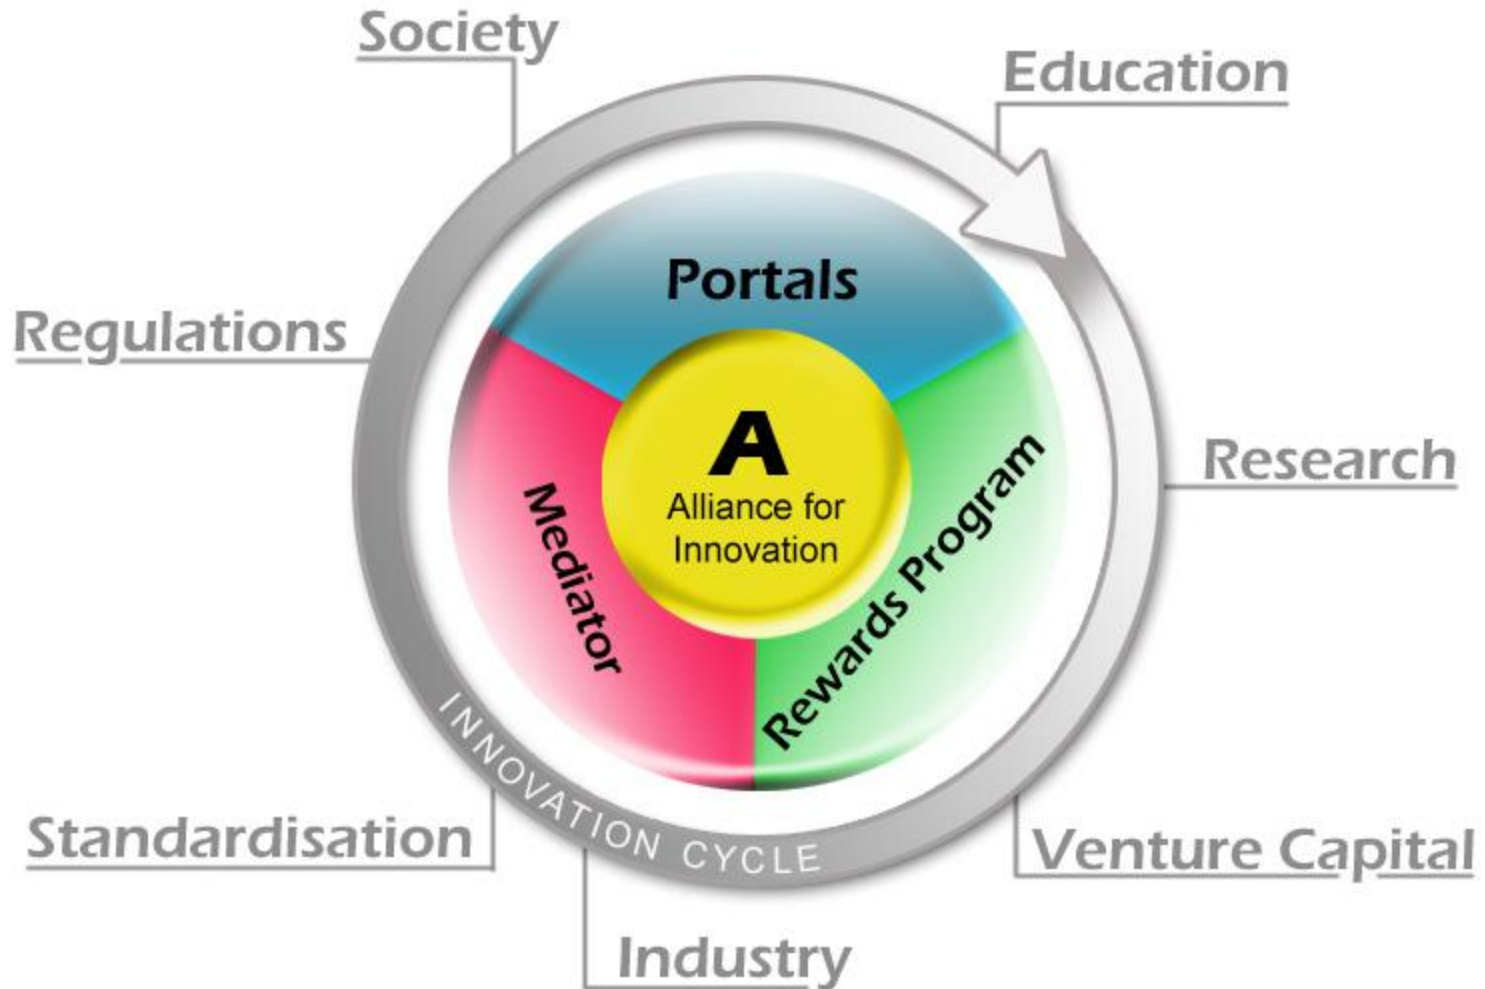 Society
Education
Portals
Regulations
A
Alliance for
Innovation
Research
Mediator
Rewards Program
INNOVATION CYCLE
Standardisation
Venture Capital
Industry